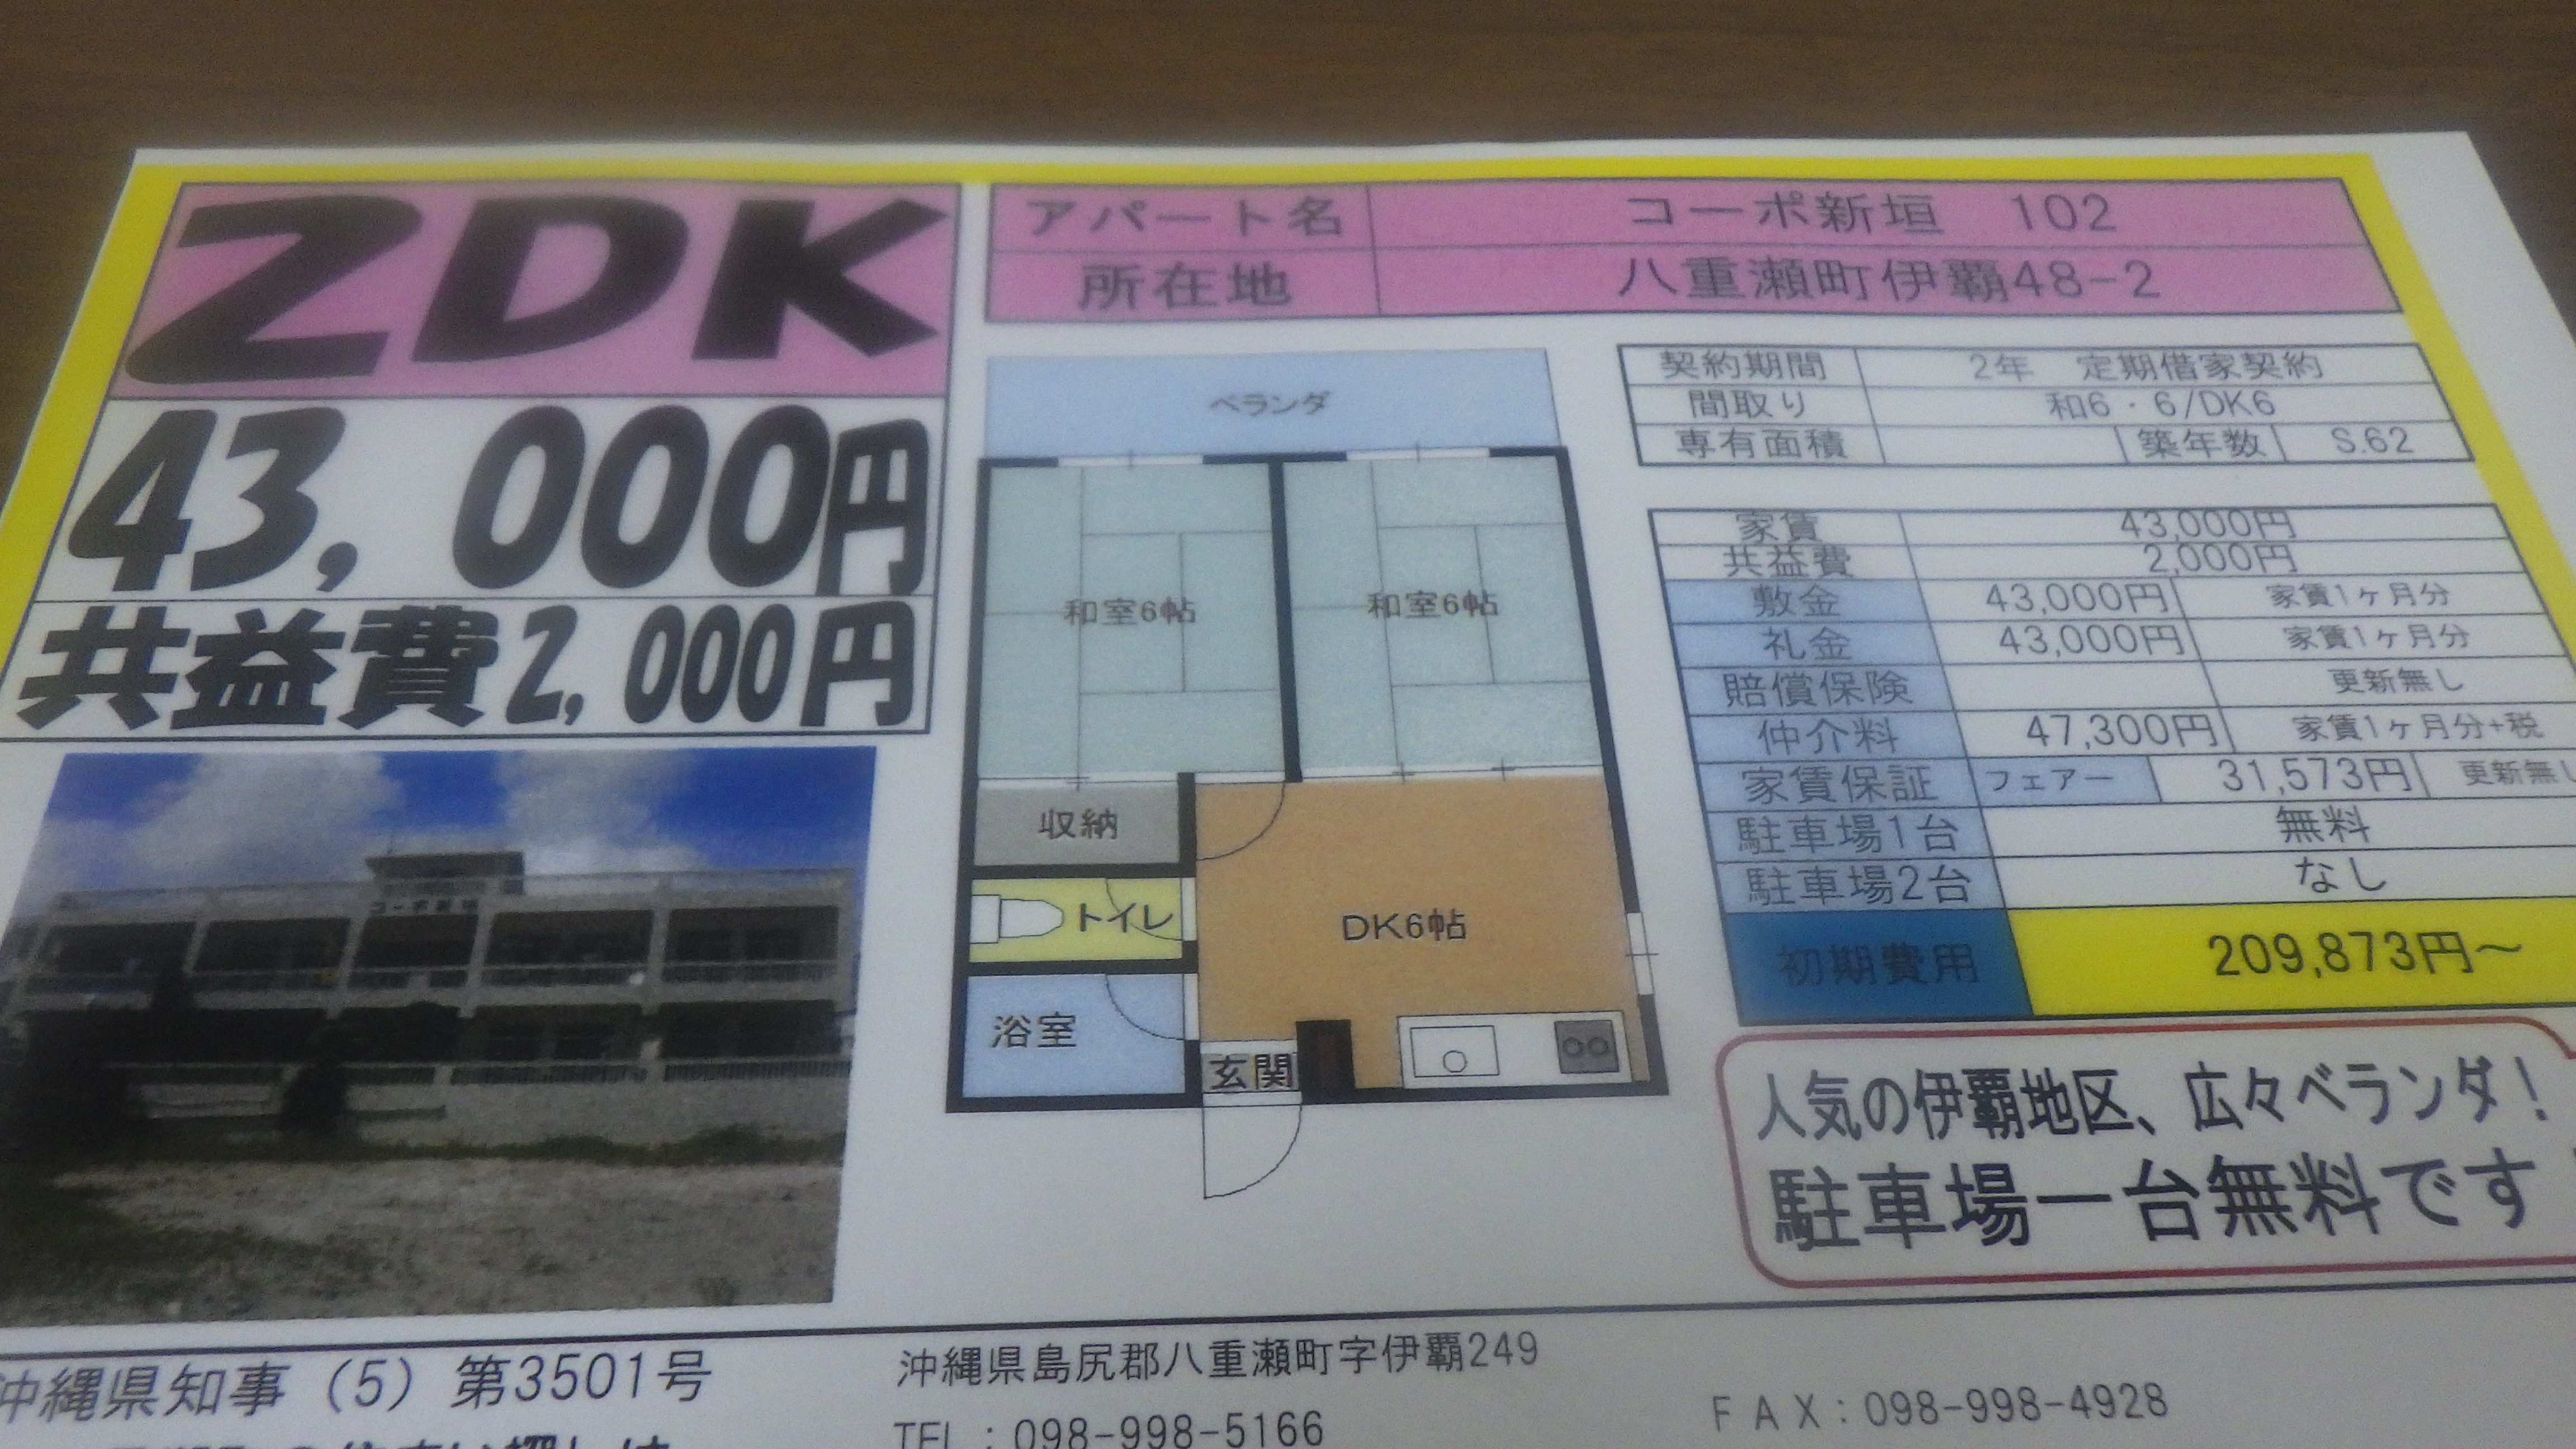 2DK
43,000円
共益費2,000円
アパート名 コーポ新垣 102
所在地 八重瀬町伊覇48-2
ベランダ
和室6帖 和室6帖
収納
トイレ
DK6帖
浴室
玄関
契約期間 2年 定期借家契約
間取り 和6・6/DK6
専有面積 築年数 S.62
家賃 43,000円
共益費 2,000円
敷金 43,000円 家賃1ヶ月分
礼金 43,000円 家賃1ヶ月分
賠償保険 更新無し
仲介料 47,300円 家賃1ヶ月分+税
家賃保証 フェアー 31,573円 更新無し
駐車場1台 無料
駐車場2台 なし
初期費用 209,873円～
人気の伊覇地区、広々ベランダ!
駐車場一台無料です
コーポ新垣
沖縄県知事(5)第3501号
沖縄県島尻郡八重瀬町字伊覇249
TEL:098-998-5166
FAX:098-998-4928